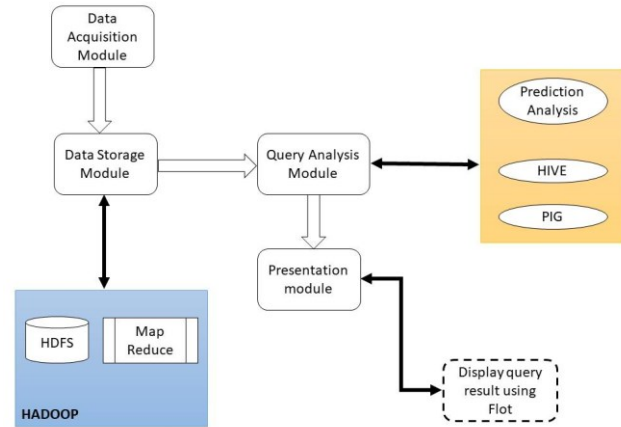 Data
Acquisition
Module
Prediction
Analysis
Data Storage
Module
Query Analysis
Module
HIVE
PIG
Presentation
module
HDFS
Map
Reduce
HADOOP
Display query
result using
Flot